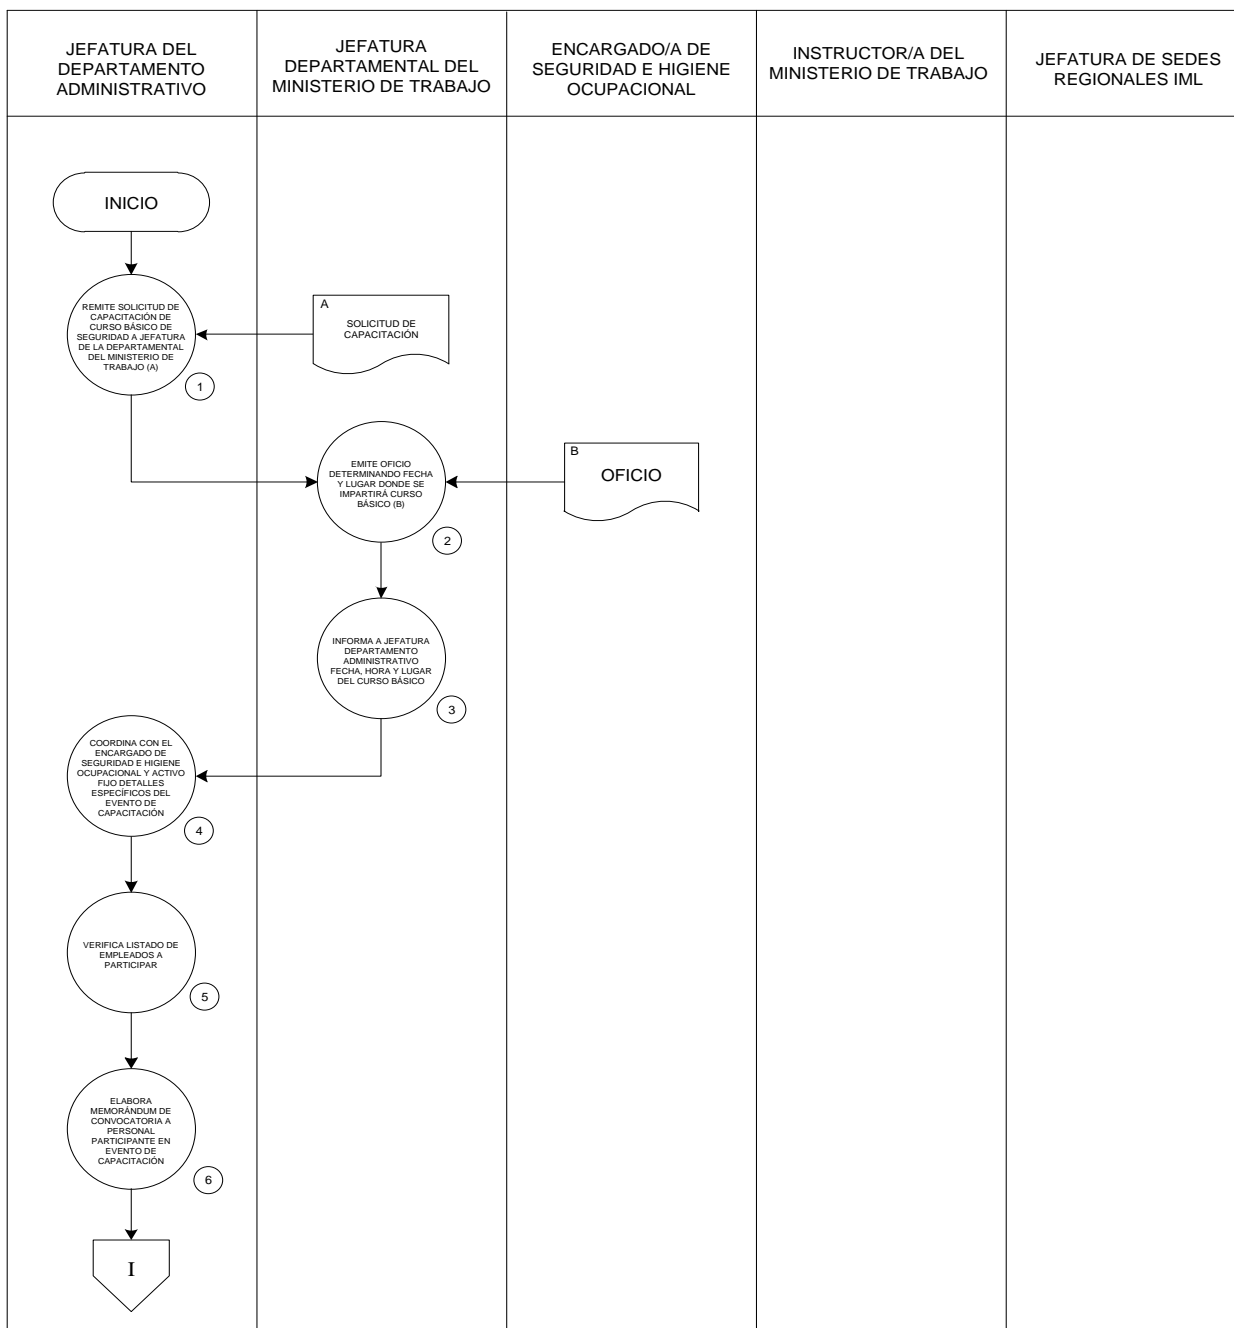 JEFATURA DEL
DEPARTAMENTO
ADMINISTRATIVO
JEFATURA
DEPARTAMENTAL DEL
MINISTERIO DE TRABAJO
ENCARGADO/A DE
SEGURIDAD E HIGIENE
OCUPACIONAL
INSTRUCTOR/A DEL
MINISTERIO DE TRABAJO
JEFATURA DE SEDES
REGIONALES IML
INICIO
REMITE SOLICITUD DE
CAPACITACIÓN DE
CURSO BÁSICO DE
SEGURIDAD A JEFATURA
DE LA DEPARTAMENTAL
DEL MINISTERIO DE
TRABAJO (A)
1
A
SOLICITUD DE
CAPACITACIÓN
EMITE OFICIO
DETERMINANDO FECHA
Y LUGAR DONDE SE
IMPARTIRÁ CURSO
BÁSICO (B)
2
B
OFICIO
INFORMA A JEFATURA
DEPARTAMENTO
ADMINISTRATIVO
FECHA, HORA Y LUGAR
DEL CURSO BÁSICO
3
COORDINA CON EL
ENCARGADO DE
SEGURIDAD E HIGIENE
OCUPACIONAL Y ACTIVO
FIJO DETALLES
ESPECÍFICOS DEL
EVENTO DE
CAPACITACIÓN
4
VERIFICA LISTADO DE
EMPLEADOS A
PARTICIPAR
5
ELABORA
MEMORÁNDUM DE
CONVOCATORIA A
PERSONAL
PARTICIPANTE EN
EVENTO DE
CAPACITACIÓN
6
I